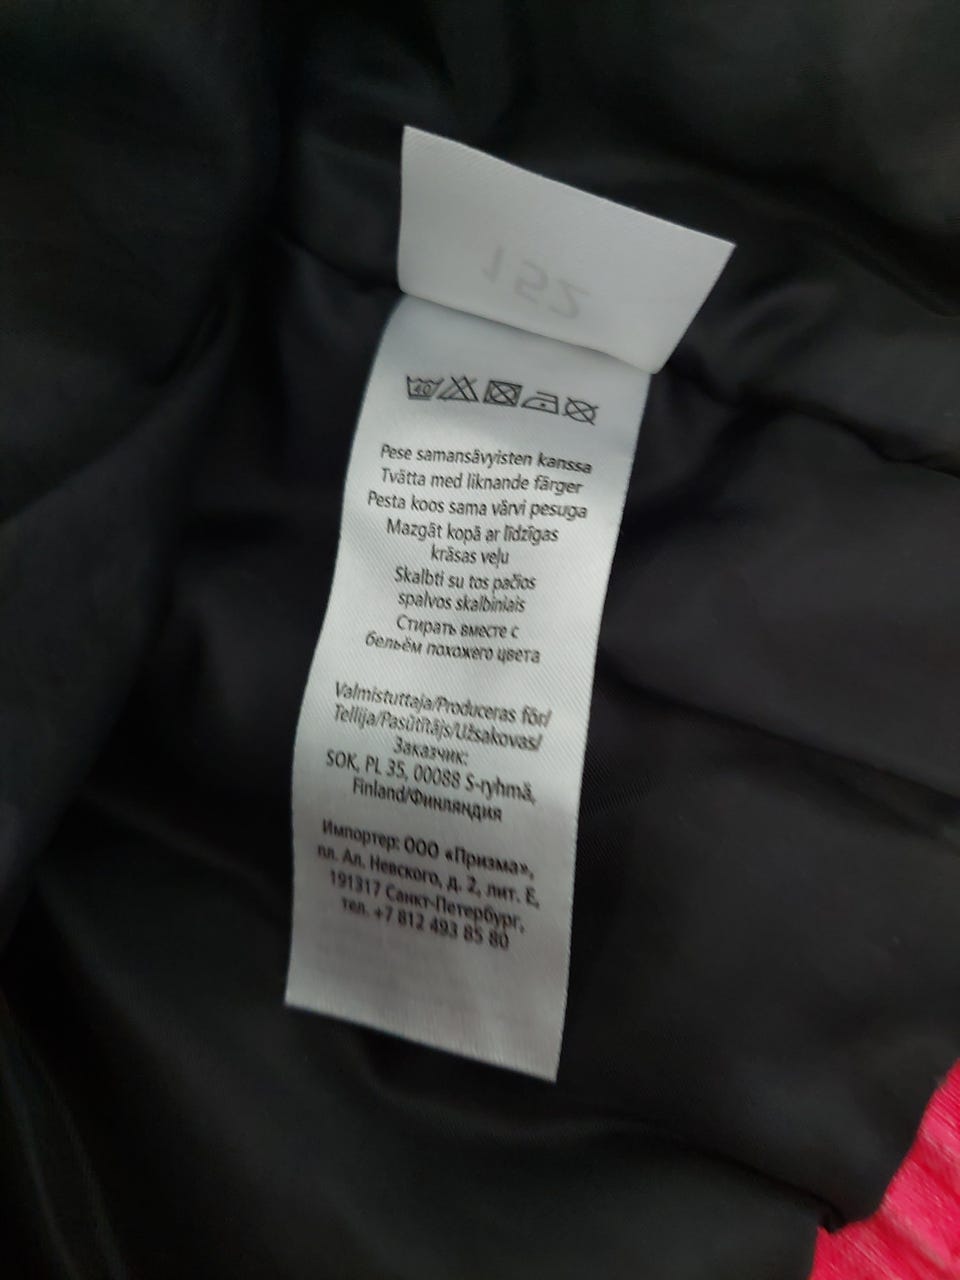 152
40
Pese samansävyisten kanssa
Tvätta med liknande färger
Pesta koos sama värvi pesuga
Mazgāt kopā ar līdzīgas
krāsas veļu
Skalbti su tos pačios
spalvos skalbiniais
Стирать вместе с
бельём похожего цвета
Valmistuttaja/Produceras för/
Tellija/Pasūtītājs/Užsakovas/
Заказчик:
SOK, PL 35, 00088 S-ryhmä,
Finland/Финляндия
Импортер: ООО «Призма»,
пл. Ал. Невского, д. 2, лит. Е,
191317 Санкт-Петербург,
тел. +7 812 493 85 80